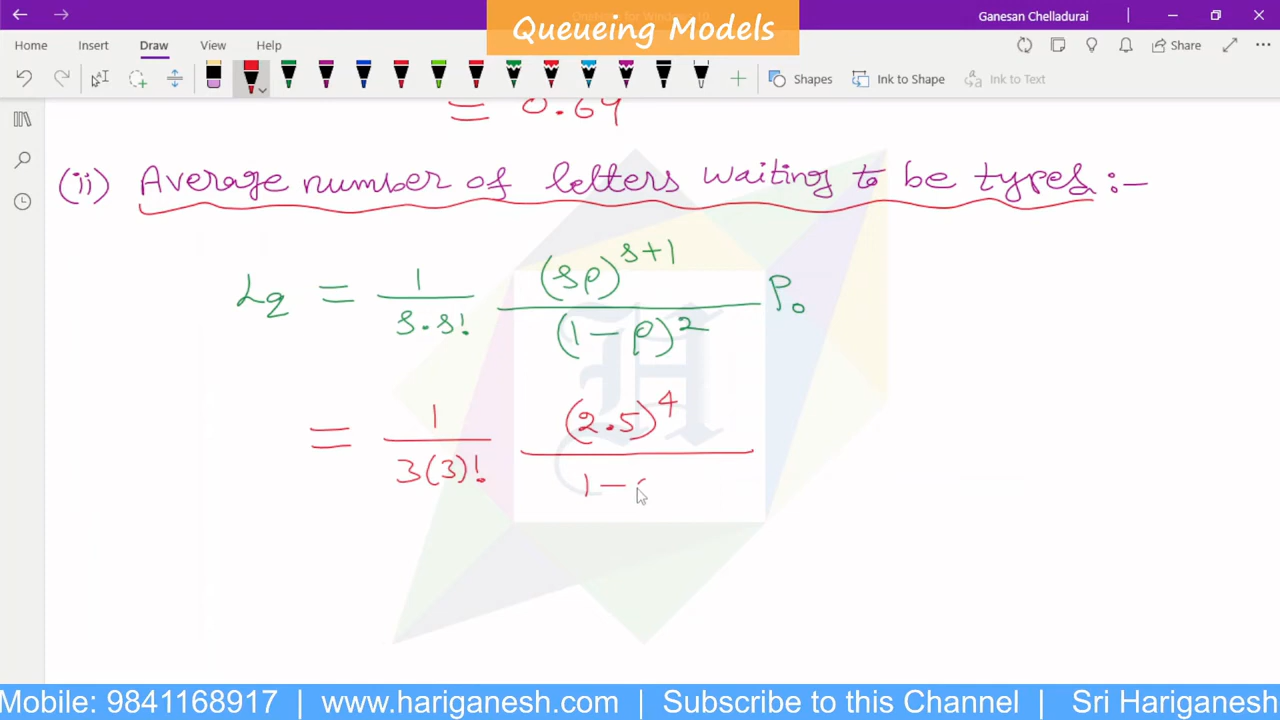 Queueing Models
Ganesan Chelladurai
Home Insert Draw View Help
Share
Shapes Ink to Shape Ink to Text
= 0.64
(ii) Average number of letters waiting to be types :-
Lq = 1/(s·s!) (sρ)^(s+1)/(1-ρ)^2 P₀
= 1/(3(3)!) (2.5)^4/(1-
Mobile: 9841168917 | www.hariganesh.com | Subscribe to this Channel | Sri Hariganesh